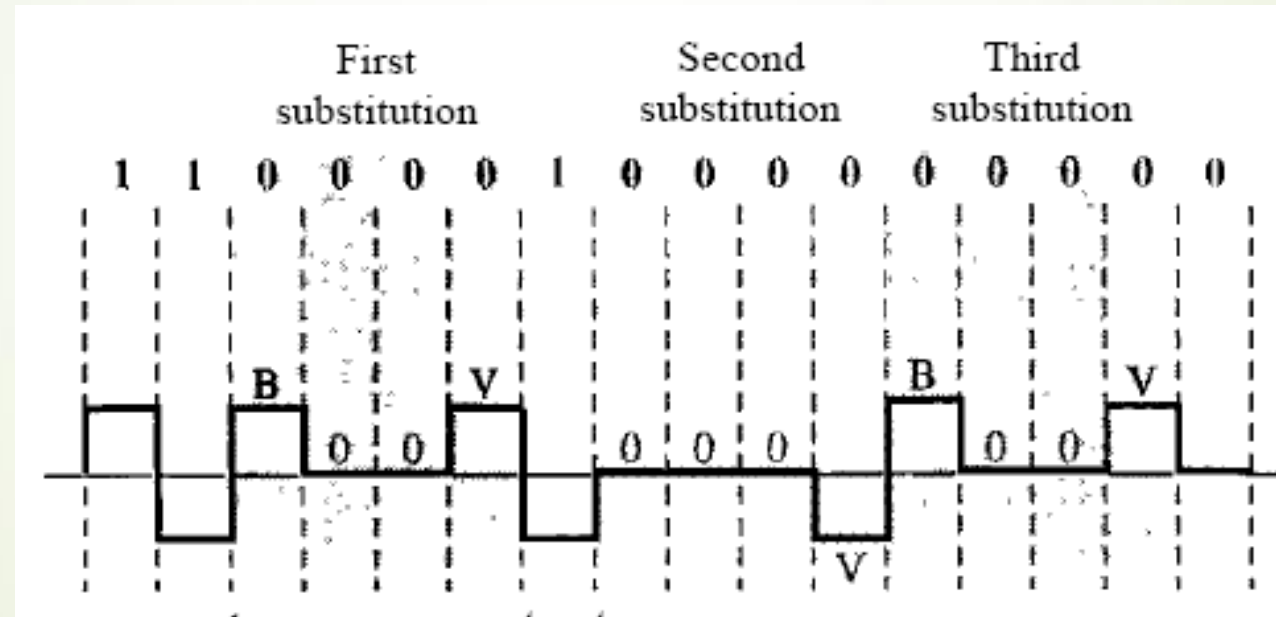 First Second Third
substitution substitution substitution
1 1 0 0 0 0 1 0 0 0 0 0 0 0 0 0
B V B V
0 0 0 0 0 0 0
V